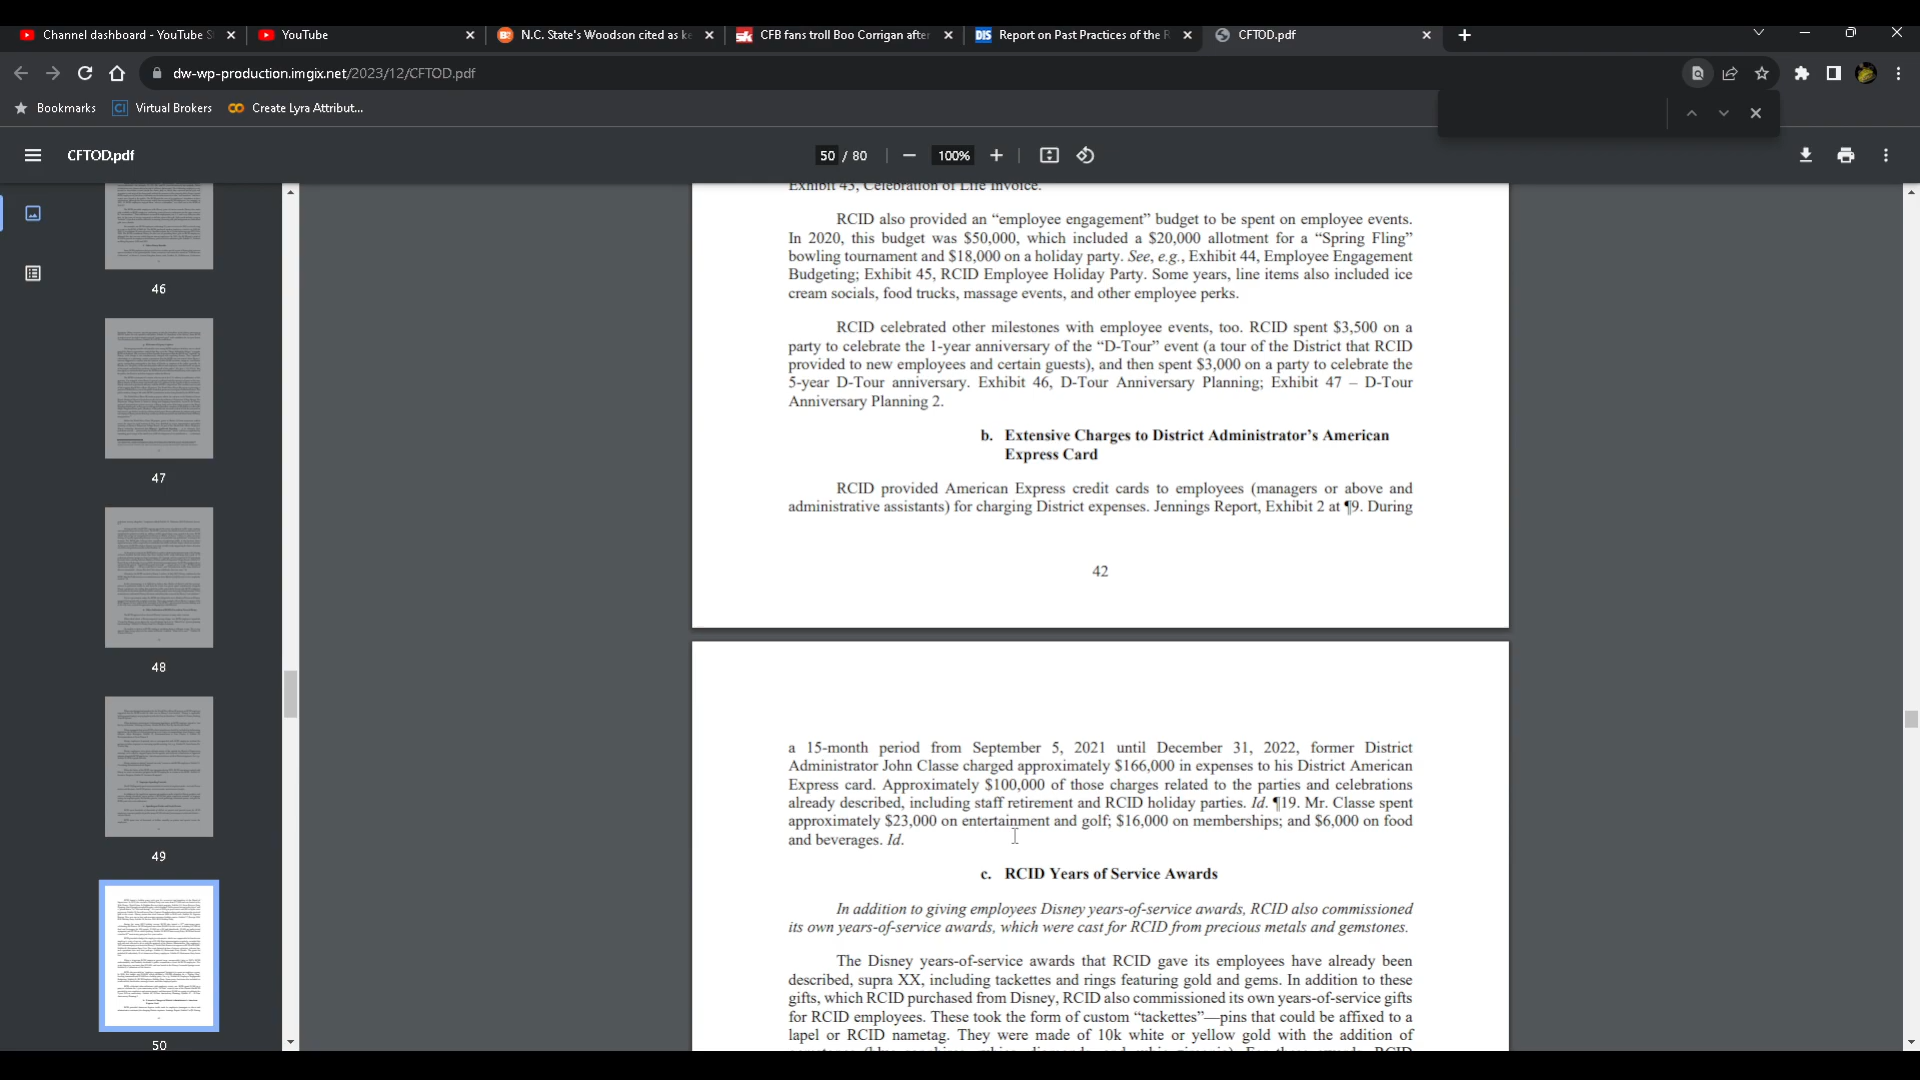 Channel dashboard - YouTube S
YouTube
N.C. State's Woodson cited as ke
CFB fans troll Boo Corrigan after
DIS
Report on Past Practices of the R
CFTOD.pdf
dw-wp-production.imgix.net/2023/12/CFTOD.pdf
Bookmarks
Virtual Brokers
Create Lyra Attribut...
CFTOD.pdf
50 / 80
100%
46
47
48
49
50
Exhibit 43, Celebration of Life Invoice.
RCID also provided an “employee engagement” budget to be spent on employee events.
In 2020, this budget was $50,000, which included a $20,000 allotment for a “Spring Fling”
bowling tournament and $18,000 on a holiday party. See, e.g., Exhibit 44, Employee Engagement
Budgeting; Exhibit 45, RCID Employee Holiday Party. Some years, line items also included ice
cream socials, food trucks, massage events, and other employee perks.
RCID celebrated other milestones with employee events, too. RCID spent $3,500 on a
party to celebrate the 1-year anniversary of the “D-Tour” event (a tour of the District that RCID
provided to new employees and certain guests), and then spent $3,000 on a party to celebrate the
5-year D-Tour anniversary. Exhibit 46, D-Tour Anniversary Planning; Exhibit 47 – D-Tour
Anniversary Planning 2.
b. Extensive Charges to District Administrator’s American
Express Card
RCID provided American Express credit cards to employees (managers or above and
administrative assistants) for charging District expenses. Jennings Report, Exhibit 2 at ¶9. During
42
a 15-month period from September 5, 2021 until December 31, 2022, former District
Administrator John Classe charged approximately $166,000 in expenses to his District American
Express card. Approximately $100,000 of those charges related to the parties and celebrations
already described, including staff retirement and RCID holiday parties. Id. ¶19. Mr. Classe spent
approximately $23,000 on entertainment and golf; $16,000 on memberships; and $6,000 on food
and beverages. Id.
c. RCID Years of Service Awards
In addition to giving employees Disney years-of-service awards, RCID also commissioned
its own years-of-service awards, which were cast for RCID from precious metals and gemstones.
The Disney years-of-service awards that RCID gave its employees have already been
described, supra XX, including tackettes and rings featuring gold and gems. In addition to these
gifts, which RCID purchased from Disney, RCID also commissioned its own years-of-service gifts
for RCID employees. These took the form of custom “tackettes”—pins that could be affixed to a
lapel or RCID nametag. They were made of 10k white or yellow gold with the addition of